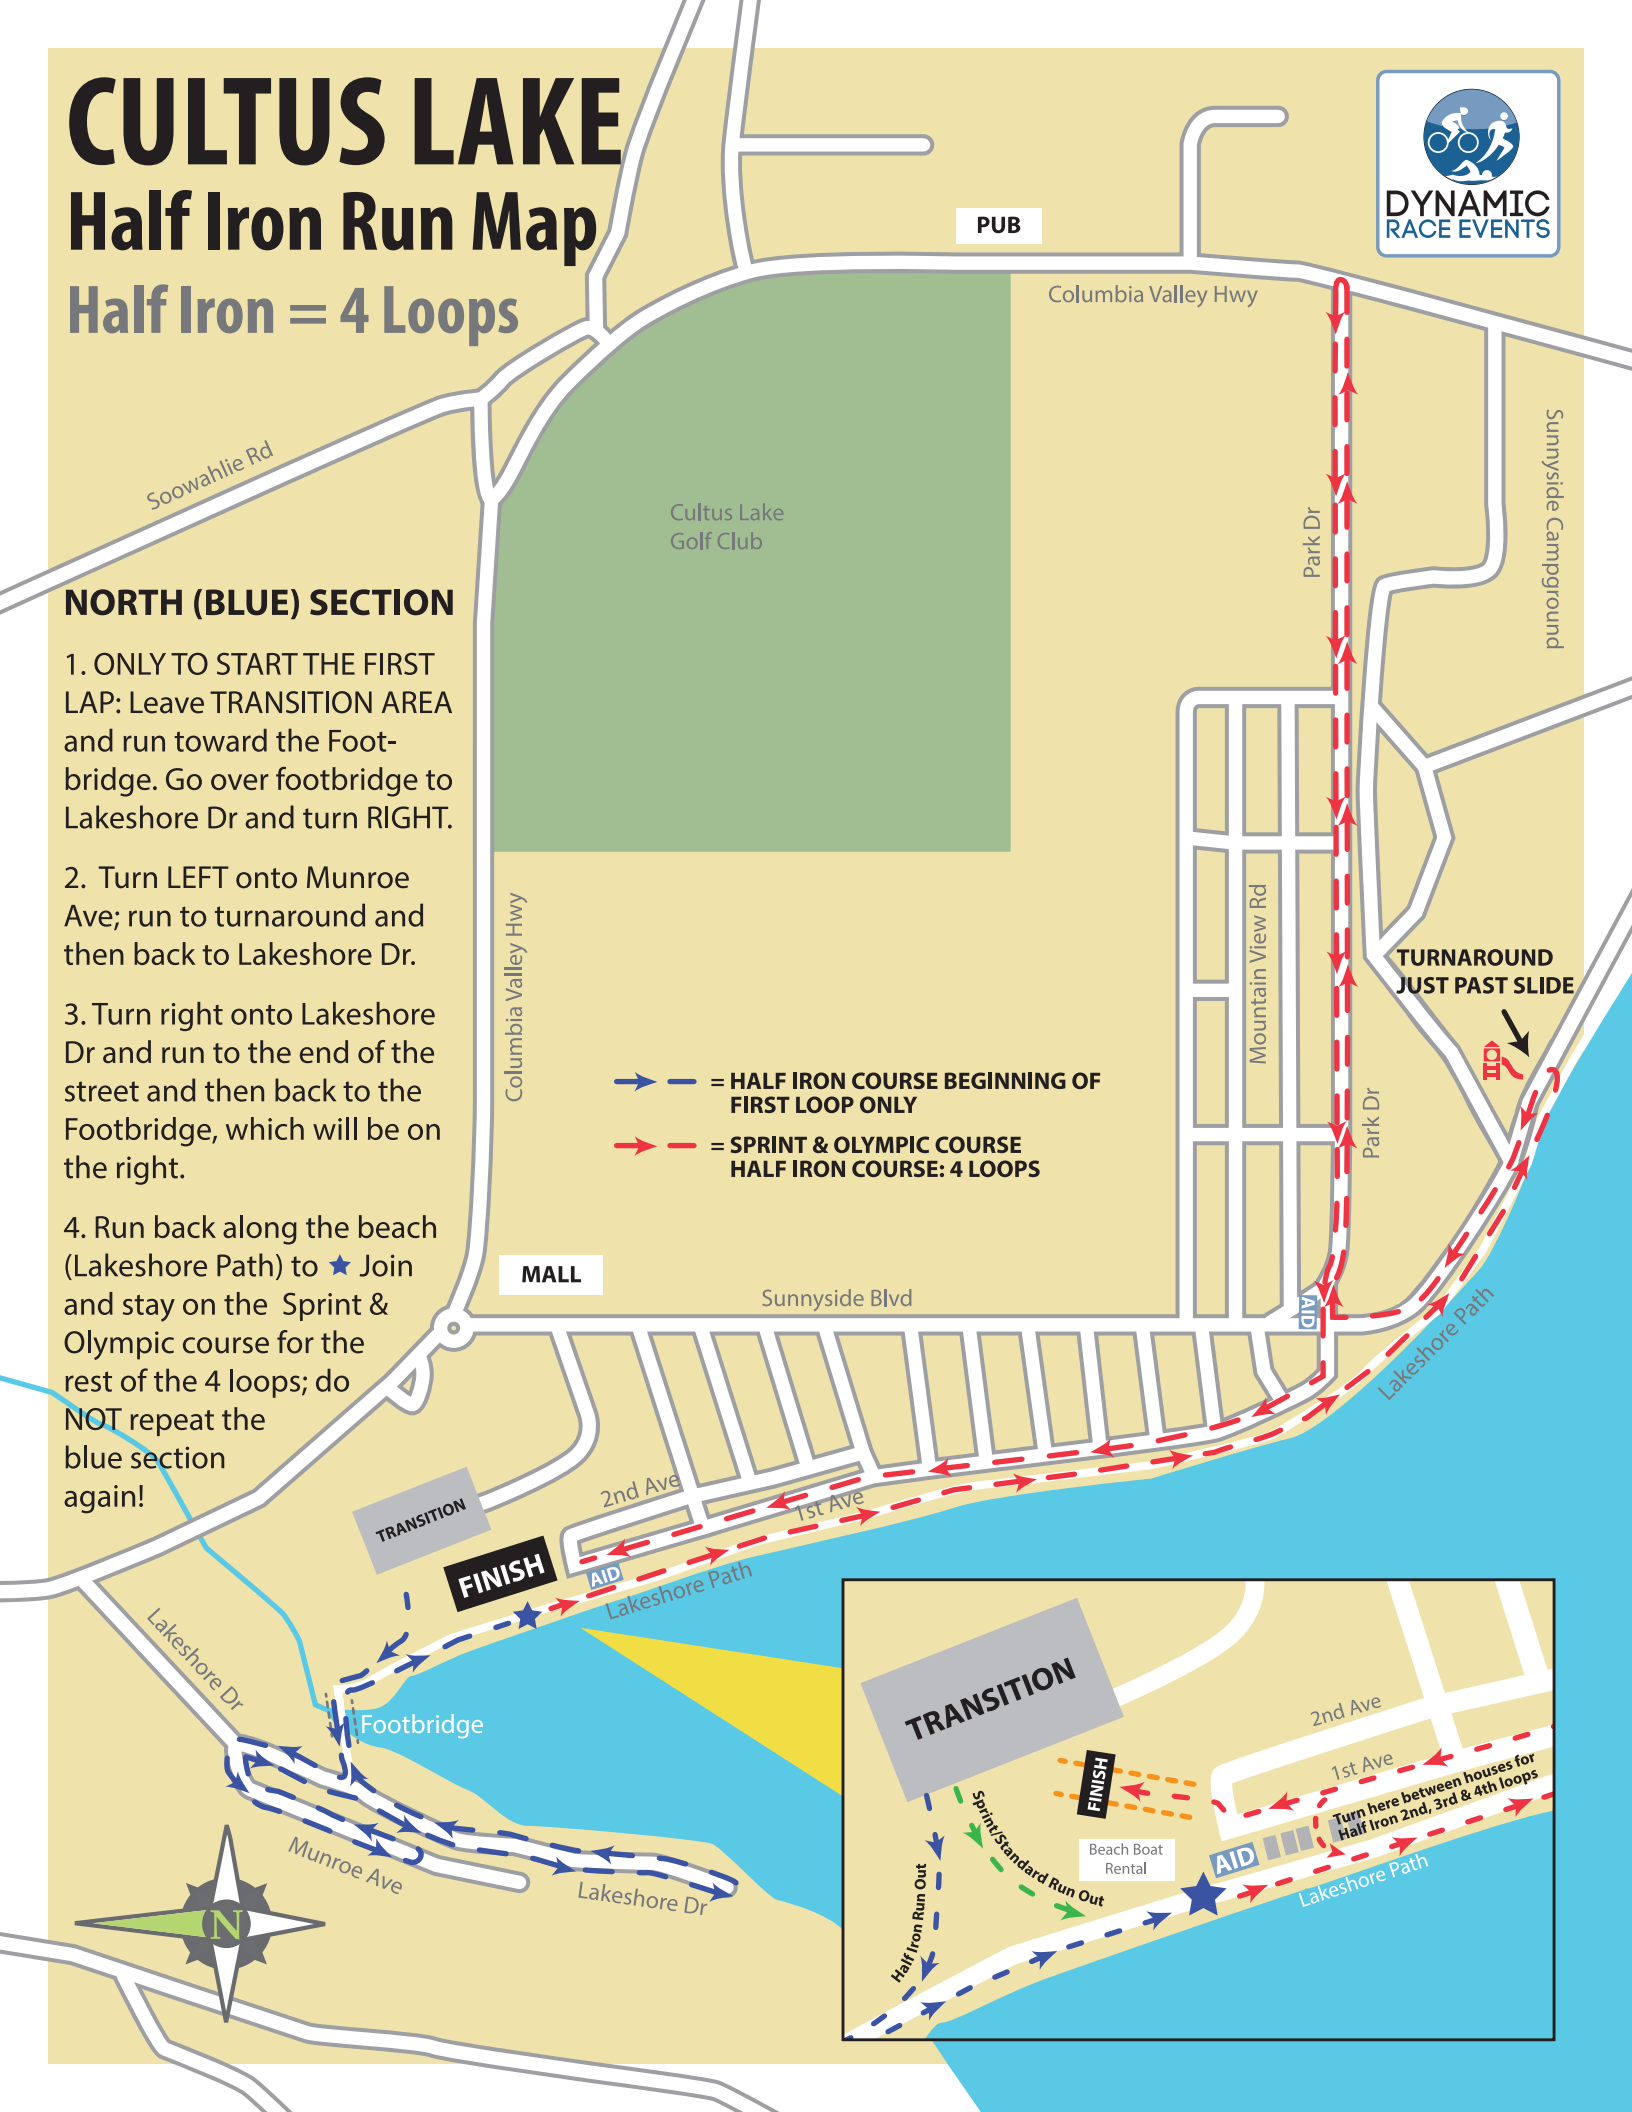 CULTUS LAKE
Half Iron Run Map
Half Iron = 4 Loops
DYNAMIC
RACE EVENTS
PUB
Columbia Valley Hwy
Soowahlie Rd
Cultus Lake
Golf Club
Park Dr
Sunnyside Campground
NORTH (BLUE) SECTION
1. ONLY TO START THE FIRST
LAP: Leave TRANSITION AREA
and run toward the Foot-
bridge. Go over footbridge to
Lakeshore Dr and turn RIGHT.
2. Turn LEFT onto Munroe
Ave; run to turnaround and
then back to Lakeshore Dr.
3. Turn right onto Lakeshore
Dr and run to the end of the
street and then back to the
Footbridge, which will be on
the right.
4. Run back along the beach
(Lakeshore Path) to ★ Join
and stay on the Sprint &
Olympic course for the
rest of the 4 loops; do
NOT repeat the
blue section
again!
Columbia Valley Hwy
Mountain View Rd
TURNAROUND
JUST PAST SLIDE
= HALF IRON COURSE BEGINNING OF
FIRST LOOP ONLY
= SPRINT & OLYMPIC COURSE
HALF IRON COURSE: 4 LOOPS
Park Dr
MALL
Sunnyside Blvd
AID
Lakeshore Path
TRANSITION
2nd Ave
1st Ave
FINISH
AID
Lakeshore Path
Lakeshore Dr
Footbridge
Munroe Ave
Lakeshore Dr
N
TRANSITION
2nd Ave
1st Ave
FINISH
Turn here between houses for
Half Iron 2nd, 3rd & 4th loops
Sprint/Standard Run Out
Beach Boat
Rental
AID
Half Iron Run Out
Lakeshore Path